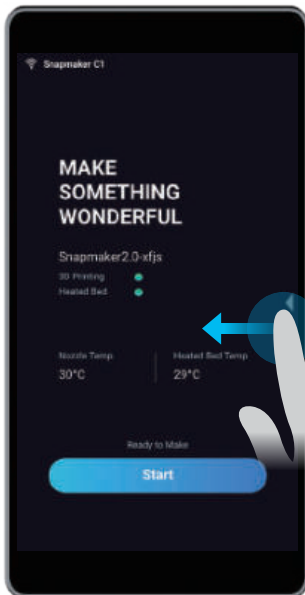 Snapmaker C1
MAKE
SOMETHING
WONDERFUL
Snapmaker2.0-xfjs
3D Printing
Heated Bed
Nozzle Temp
Heated Bed Temp
30°C
29°C
Ready to Make
Start